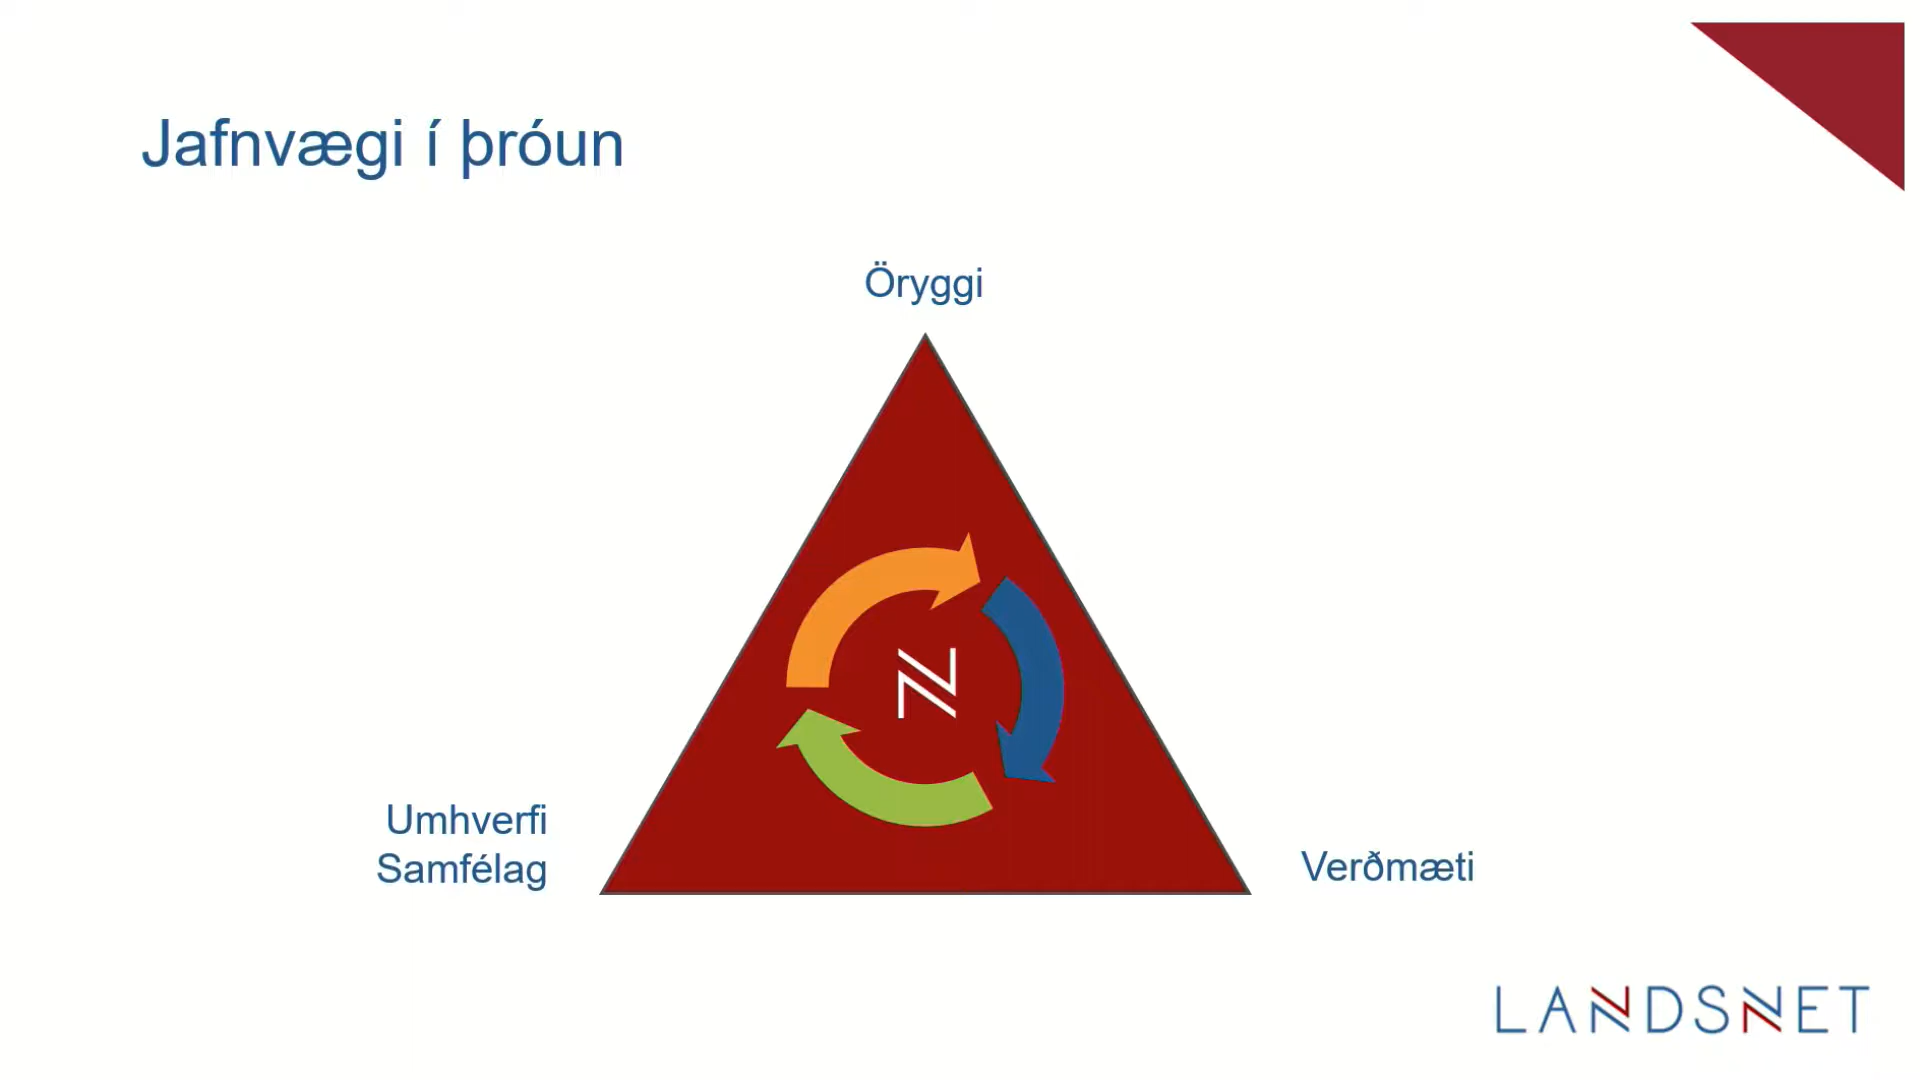 Jafnvægi í þróun
Öryggi
Umhverfi
Samfélag
Verðmæti
LANDSNET